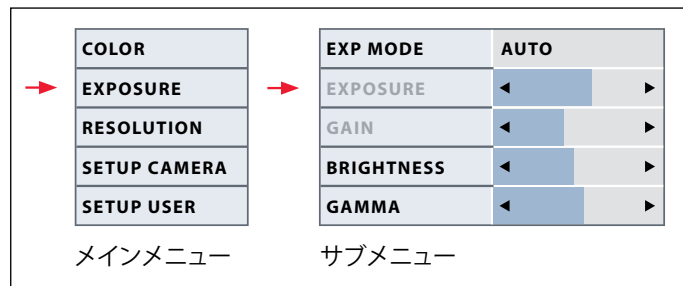 COLOR
EXPOSURE
RESOLUTION
SETUP CAMERA
SETUP USER
メインメニュー
EXP MODE AUTO
EXPOSURE
GAIN
BRIGHTNESS
GAMMA
サブメニュー